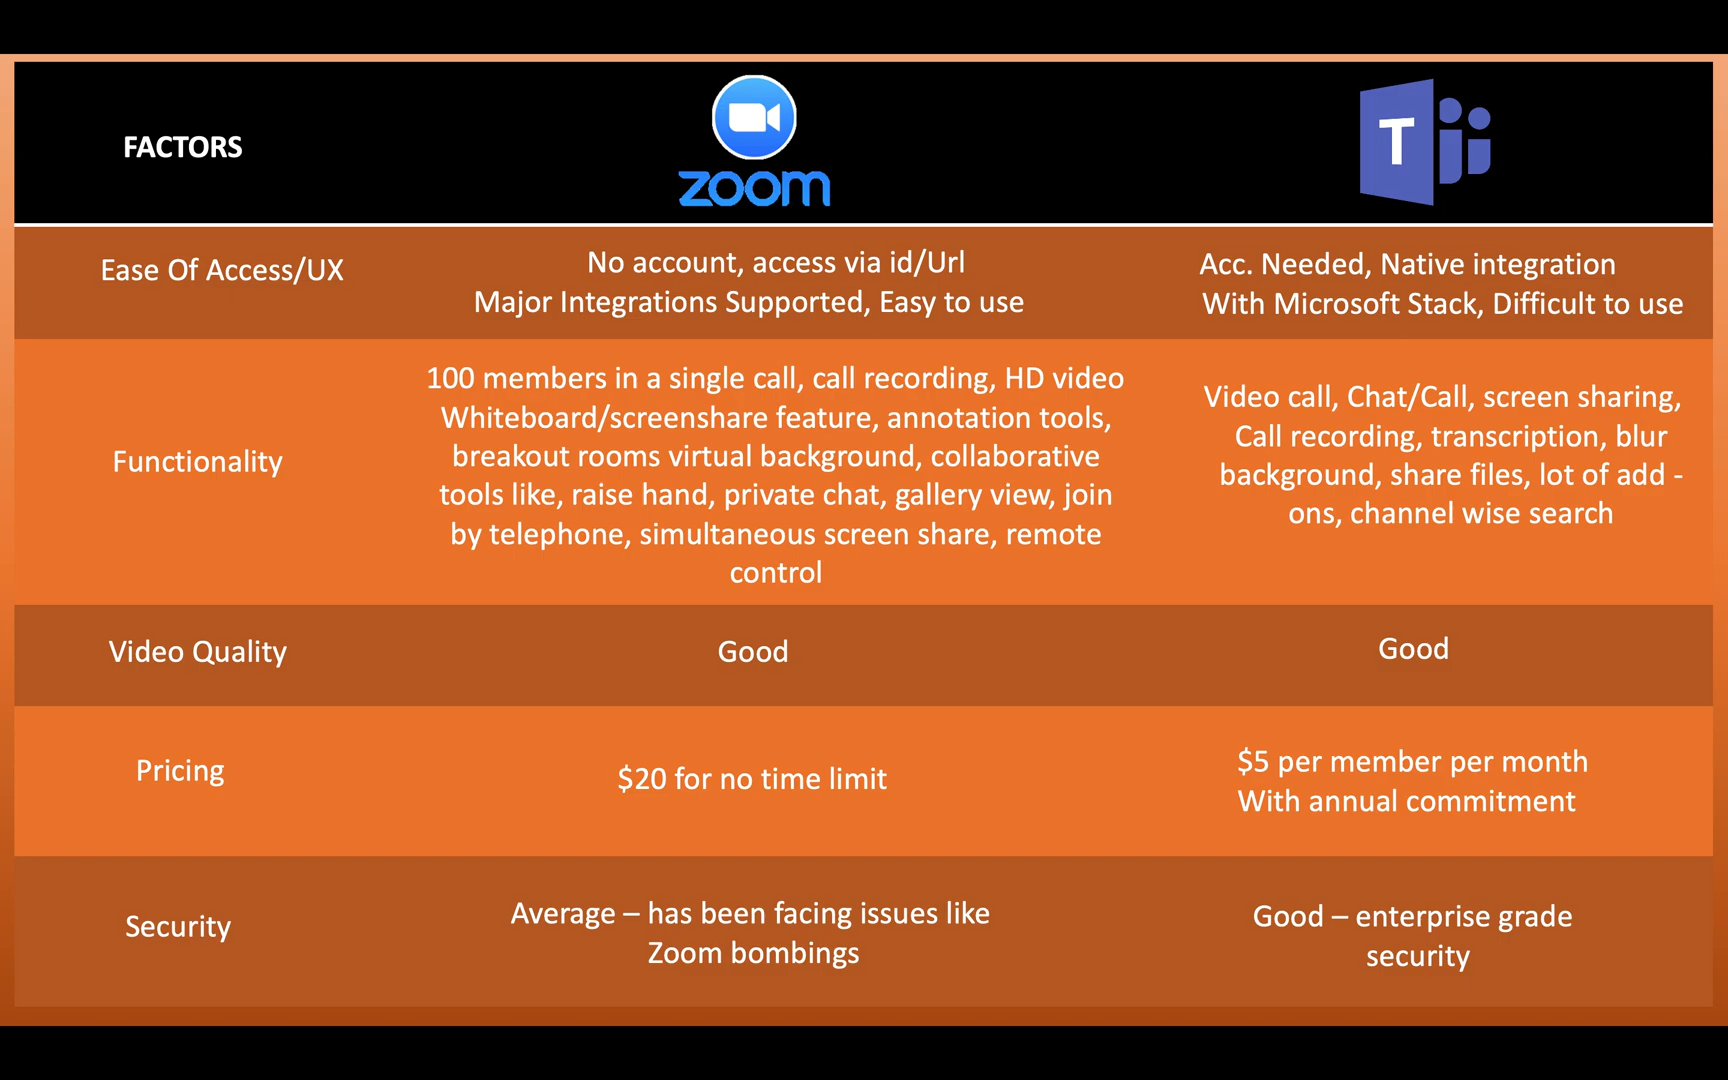 FACTORS
zoom
T
Ease Of Access/UX
No account, access via id/Url
Major Integrations Supported, Easy to use
Acc. Needed, Native integration
With Microsoft Stack, Difficult to use
Functionality
100 members in a single call, call recording, HD video
Whiteboard/screenshare feature, annotation tools,
breakout rooms virtual background, collaborative
tools like, raise hand, private chat, gallery view, join
by telephone, simultaneous screen share, remote
control
Video call, Chat/Call, screen sharing,
Call recording, transcription, blur
background, share files, lot of add -
ons, channel wise search
Video Quality
Good
Good
Pricing
$20 for no time limit
$5 per member per month
With annual commitment
Security
Average – has been facing issues like
Zoom bombings
Good – enterprise grade
security